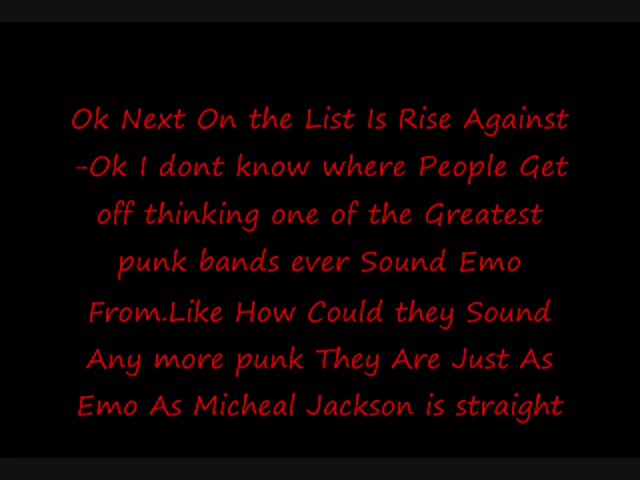 Ok Next On the List Is Rise Against
-Ok I dont know where People Get
off thinking one of the Greatest
punk bands ever Sound Emo
From.Like How Could they Sound
Any more punk They Are Just As
Emo As Micheal Jackson is straight